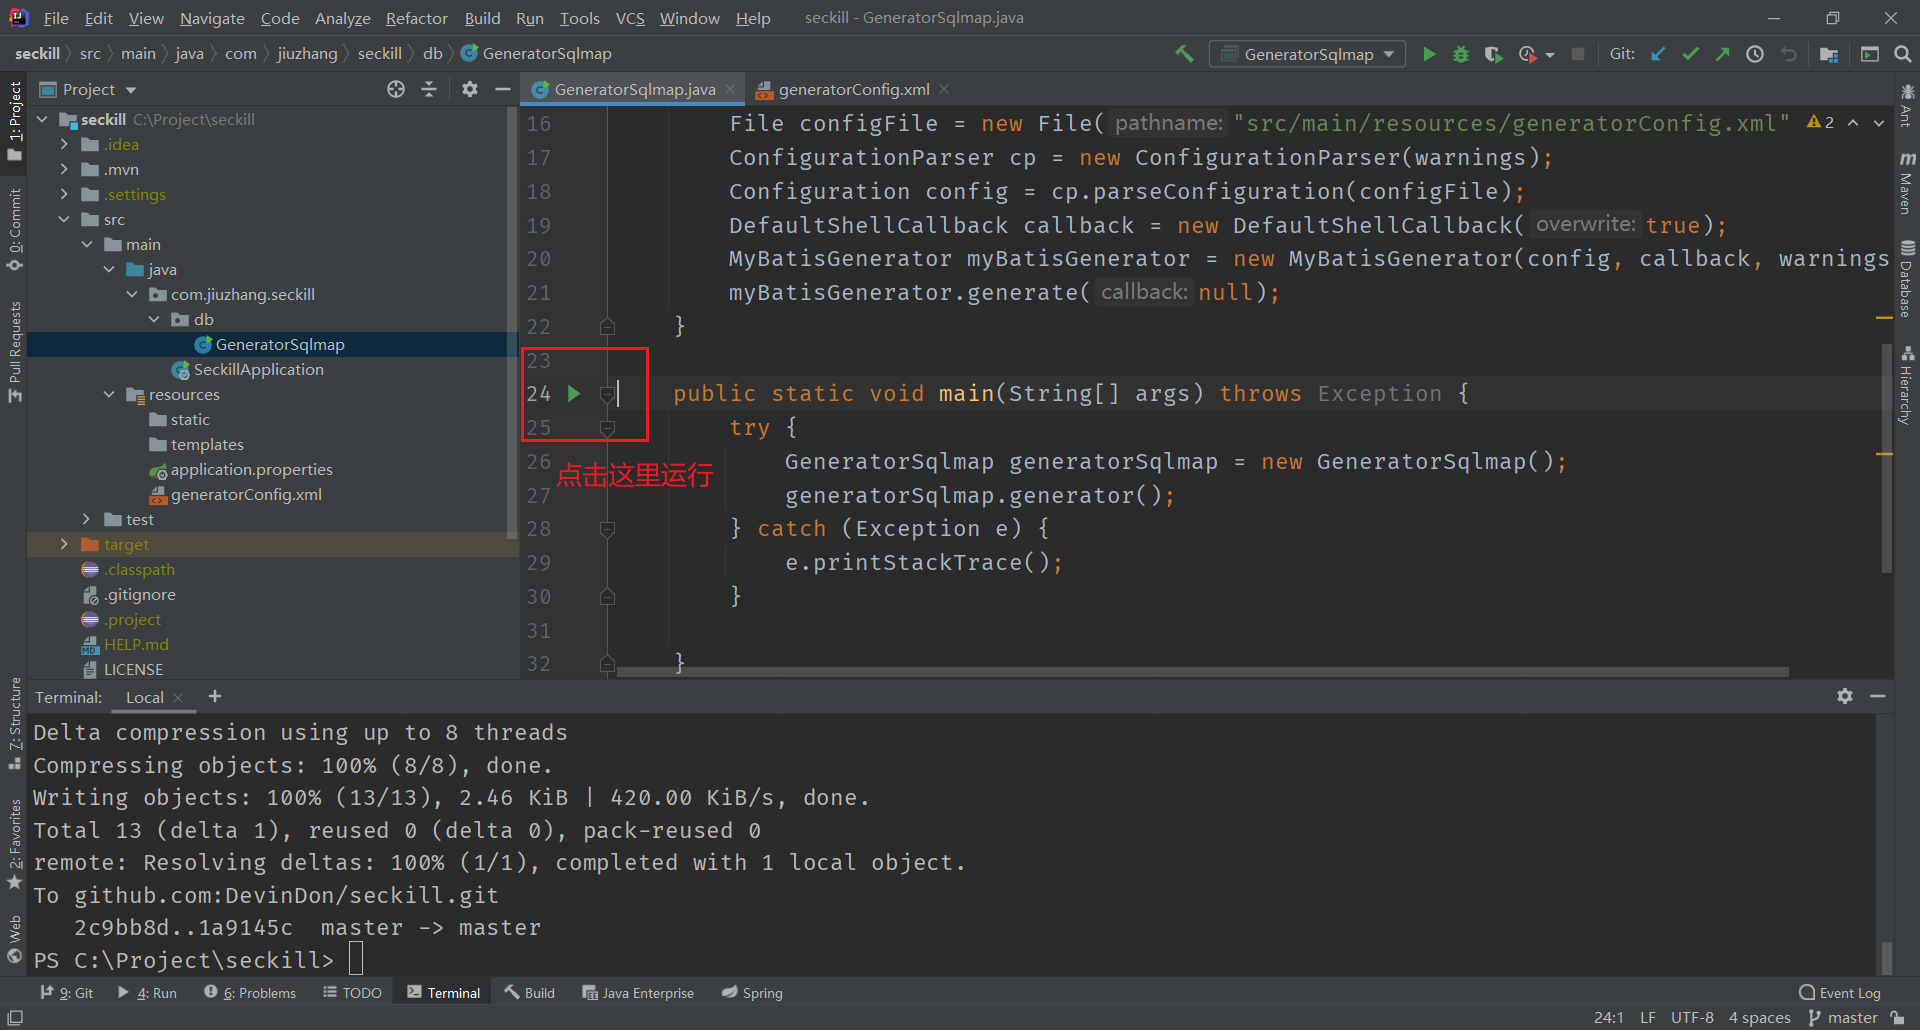 File Edit View Navigate Code Analyze Refactor Build Run Tools VCS Window Help seckill - GeneratorSqlmap.java
seckill src main java com jiuzhang seckill db GeneratorSqlmap
GeneratorSqlmap Git:
Project
GeneratorSqlmap.java generatorConfig.xml
1: Project
0: Commit
Pull Requests
7: Structure
2: Favorites
Web
seckill C:\Project\seckill
.idea
.mvn
.settings
src
main
java
com.jiuzhang.seckill
db
GeneratorSqlmap
SeckillApplication
resources
static
templates
application.properties
generatorConfig.xml
test
target
.classpath
.gitignore
.project
HELP.md
LICENSE
16 File configFile = new File( pathname: "src/main/resources/generatorConfig.xml" 2
17 ConfigurationParser cp = new ConfigurationParser(warnings);
18 Configuration config = cp.parseConfiguration(configFile);
19 DefaultShellCallback callback = new DefaultShellCallback( overwrite: true);
20 MyBatisGenerator myBatisGenerator = new MyBatisGenerator(config, callback, warnings
21 myBatisGenerator.generate( callback: null);
22 }
23
24 public static void main(String[] args) throws Exception {
25 try {
26 GeneratorSqlmap generatorSqlmap = new GeneratorSqlmap();
点击这里运行
27 generatorSqlmap.generator();
28 } catch (Exception e) {
29 e.printStackTrace();
30 }
31
32 }
Ant
Maven
Database
Hierarchy
Terminal: Local
Delta compression using up to 8 threads
Compressing objects: 100% (8/8), done.
Writing objects: 100% (13/13), 2.46 KiB | 420.00 KiB/s, done.
Total 13 (delta 1), reused 0 (delta 0), pack-reused 0
remote: Resolving deltas: 100% (1/1), completed with 1 local object.
To github.com:DevinDon/seckill.git
2c9bb8d..1a9145c master -> master
PS C:\Project\seckill>
9: Git 4: Run 6: Problems TODO Terminal Build Java Enterprise Spring Event Log
24:1 LF UTF-8 4 spaces master